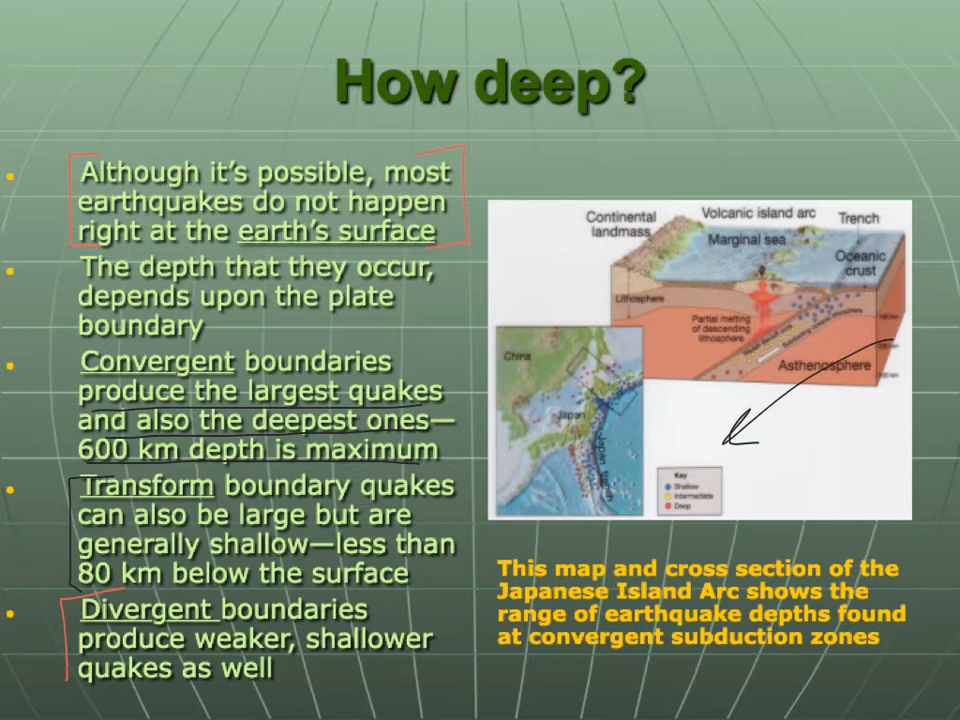 How deep?
Although it's possible, most
earthquakes do not happen
right at the earth's surface
The depth that they occur,
depends upon the plate
boundary
Convergent boundaries
produce the largest quakes
and also the deepest ones—
600 km depth is maximum
Transform boundary quakes
can also be large but are
generally shallow—less than
80 km below the surface
Divergent boundaries
produce weaker, shallower
quakes as well
Continental
landmass
Volcanic island arc
Trench
Marginal sea
Oceanic
crust
Lithosphere
Partial melting
of descending
lithosphere
Asthenosphere
China
Japan
Japan trench
Key
Shallow
Intermediate
Deep
This map and cross section of the
Japanese Island Arc shows the
range of earthquake depths found
at convergent subduction zones